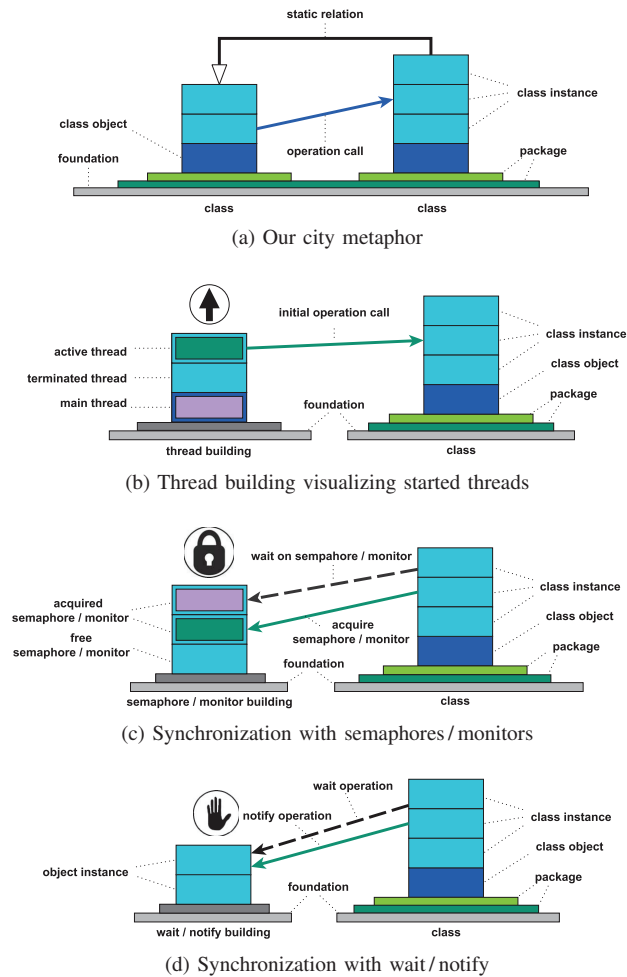 static relation
class instance
class object
operation call
foundation
package
class
class
(a) Our city metaphor
initial operation call
active thread
class instance
terminated thread
class object
main thread
foundation
package
thread building
class
(b) Thread building visualizing started threads
wait on sempahore / monitor
class instance
acquired
semaphore / monitor
acquire
semaphore / monitor
free
semaphore / monitor
class object
foundation
package
semaphore / monitor building
class
(c) Synchronization with semaphores / monitors
wait operation
notify operation
class instance
class object
object instance
foundation
package
wait / notify building
class
(d) Synchronization with wait / notify